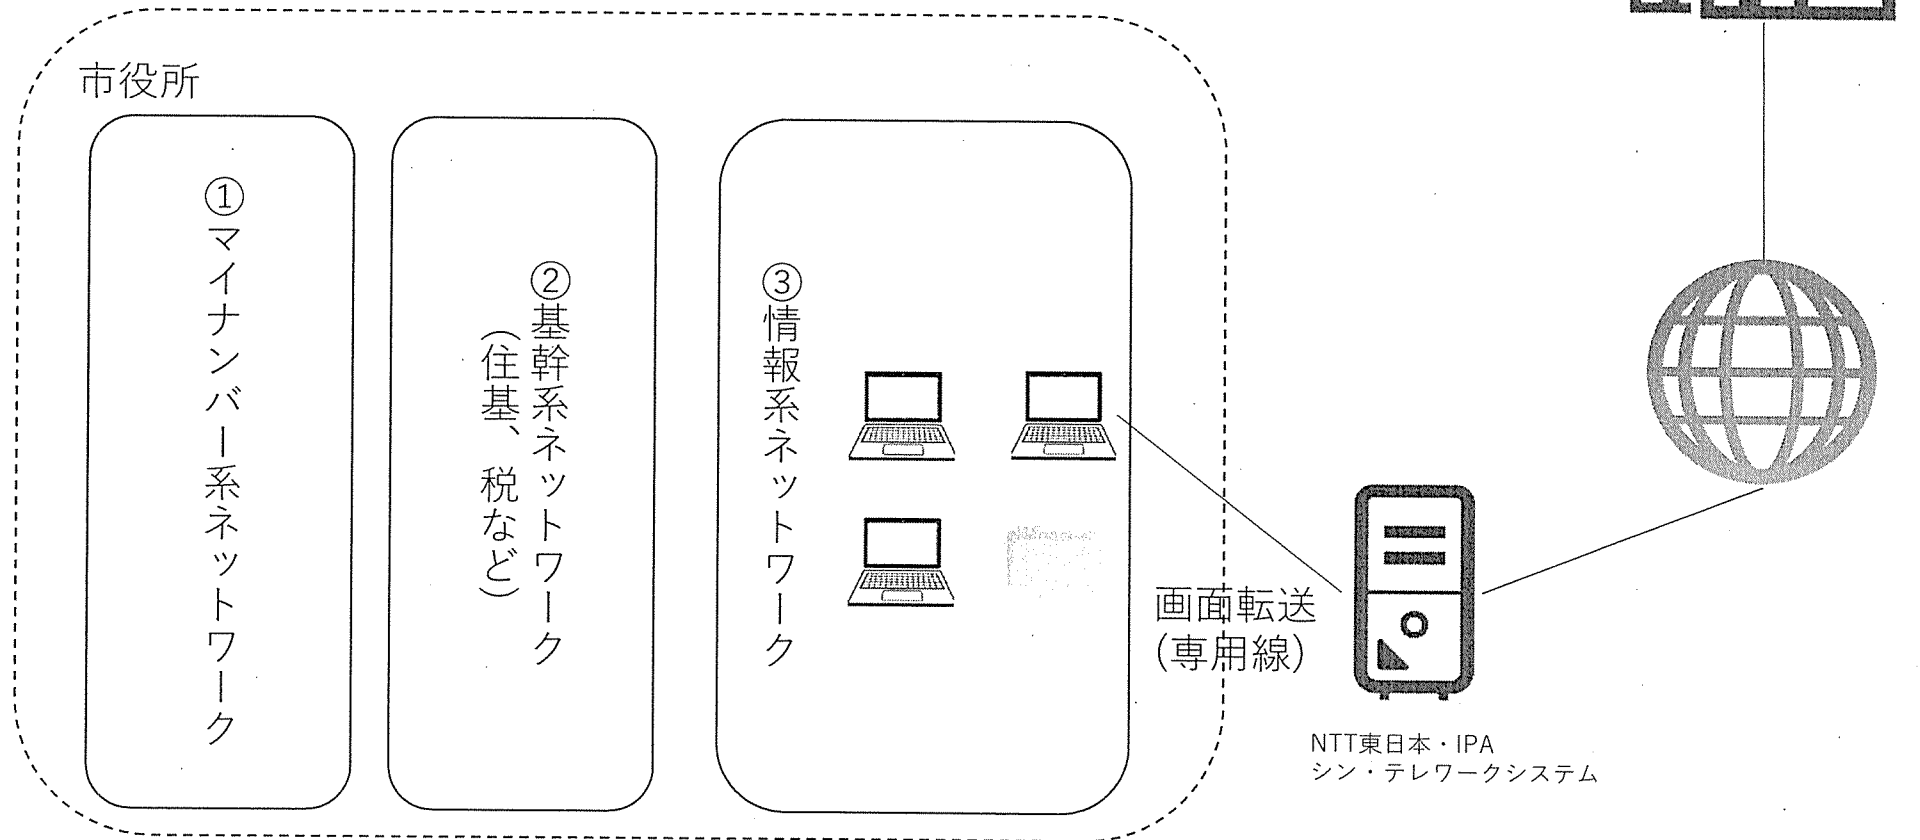 市役所
①マイナンバー系ネットワーク
②基幹系ネットワーク
（住基、税など）
③情報系ネットワーク
画面転送
（専用線）
NTT東日本・IPA
シン・テレワークシステム